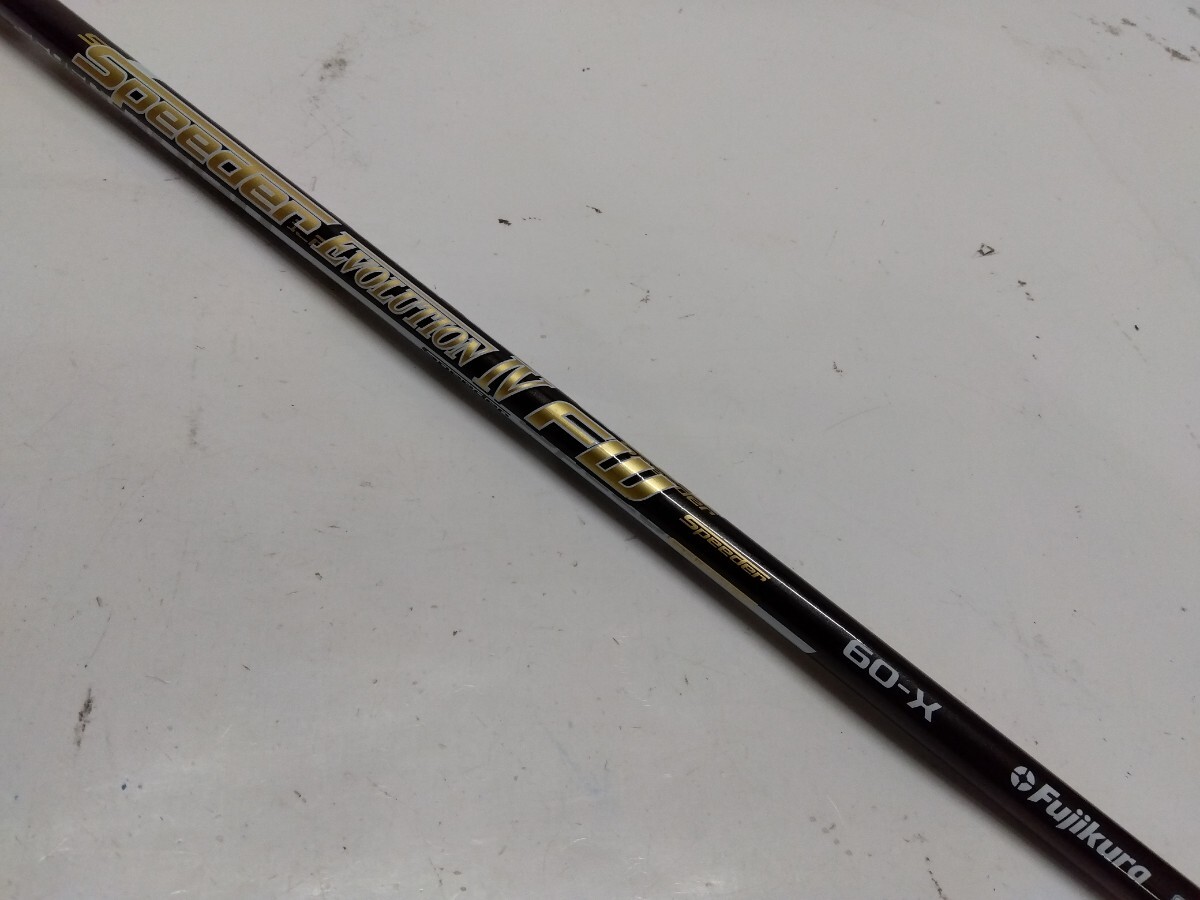 Speeder EVOLUTION IV FW
Speeder
60-X
Fujikura